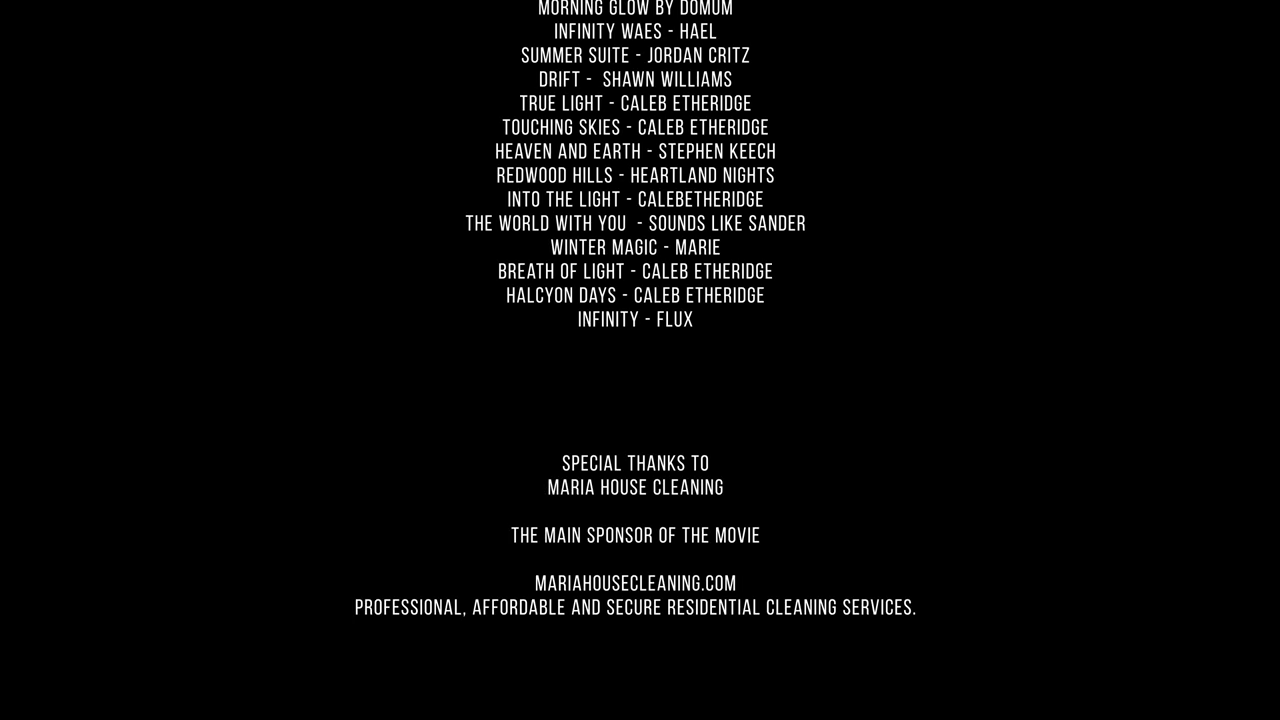 MORNING GLOW BY DOMUM
INFINITY WAES - HAEL
SUMMER SUITE - JORDAN CRITZ
DRIFT -  SHAWN WILLIAMS
TRUE LIGHT - CALEB ETHERIDGE
TOUCHING SKIES - CALEB ETHERIDGE
HEAVEN AND EARTH - STEPHEN KEECH
REDWOOD HILLS - HEARTLAND NIGHTS
INTO THE LIGHT - CALEBETHERIDGE
THE WORLD WITH YOU  - SOUNDS LIKE SANDER
WINTER MAGIC - MARIE
BREATH OF LIGHT - CALEB ETHERIDGE
HALCYON DAYS - CALEB ETHERIDGE
INFINITY - FLUX
SPECIAL THANKS TO
MARIA HOUSE CLEANING
THE MAIN SPONSOR OF THE MOVIE
MARIAHOUSECLEANING.COM
PROFESSIONAL, AFFORDABLE AND SECURE RESIDENTIAL CLEANING SERVICES.